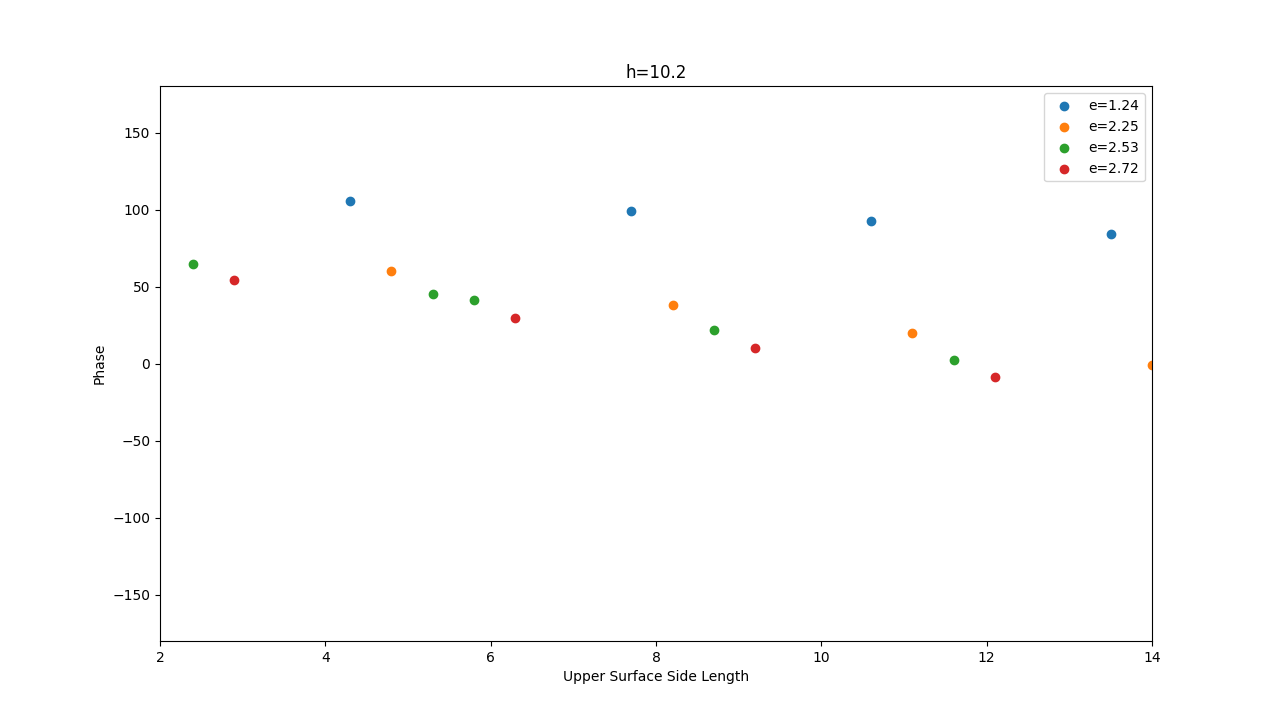 h=10.2
e=1.24
e=2.25
e=2.53
e=2.72
150
100
50
0
−50
−100
−150
Phase
2 4 6 8 10 12 14
Upper Surface Side Length